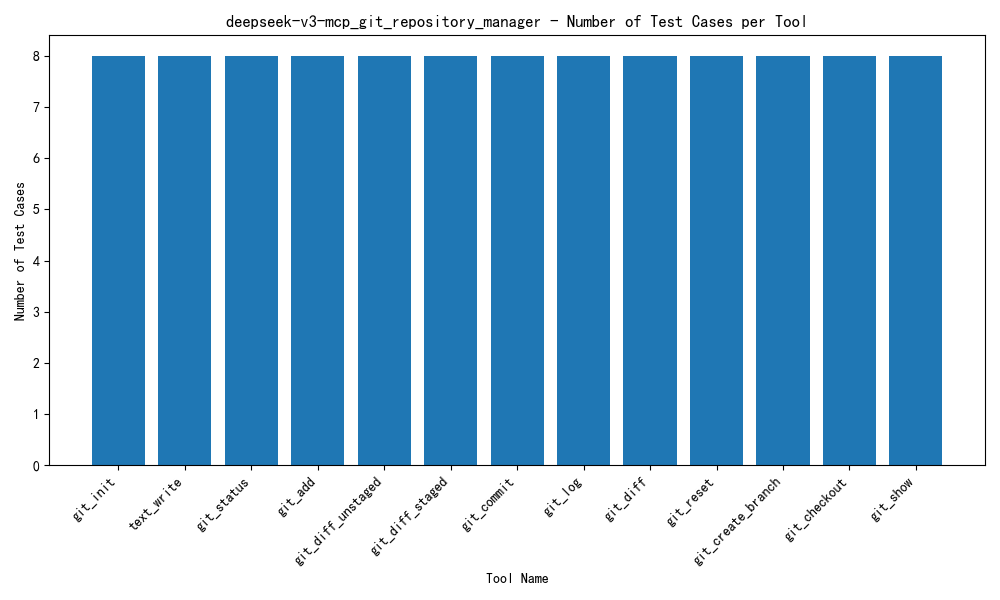 deepseek-v3-mcp_git_repository_manager - Number of Test Cases per Tool
Number of Test Cases
8
7
6
5
4
3
2
1
0
git_init
text_write
git_status
git_add
git_diff_unstaged
git_diff_staged
git_commit
git_log
git_diff
git_reset
git_create_branch
git_checkout
git_show
Tool Name